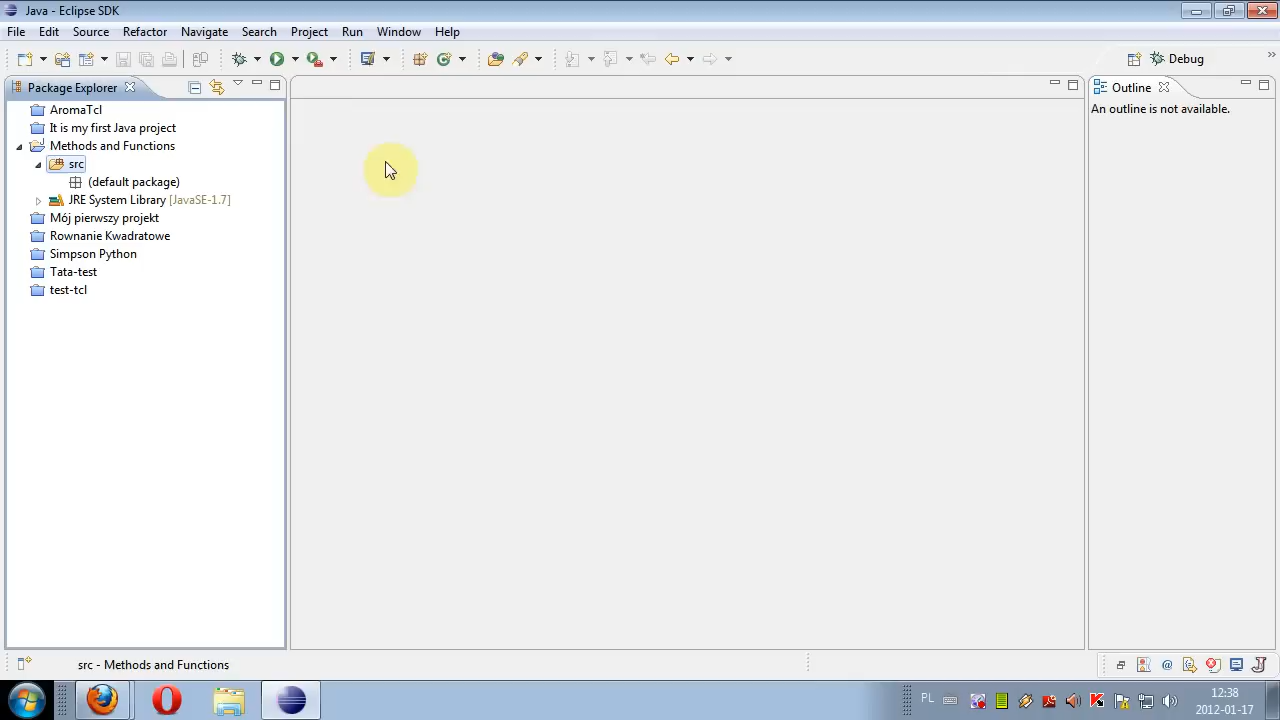 Java - Eclipse SDK
File Edit Source Refactor Navigate Search Project Run Window Help
Debug
Package Explorer
Outline
An outline is not available.
AromaTcl
It is my first Java project
Methods and Functions
src
(default package)
JRE System Library [JavaSE-1.7]
Mój pierwszy projekt
Rownanie Kwadratowe
Simpson Python
Tata-test
test-tcl
src - Methods and Functions
PL
12:38
2012-01-17